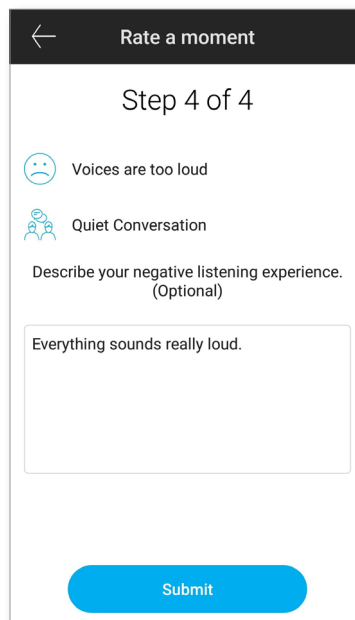 Rate a moment
Step 4 of 4
Voices are too loud
Quiet Conversation
Describe your negative listening experience.
(Optional)
Everything sounds really loud.
Submit